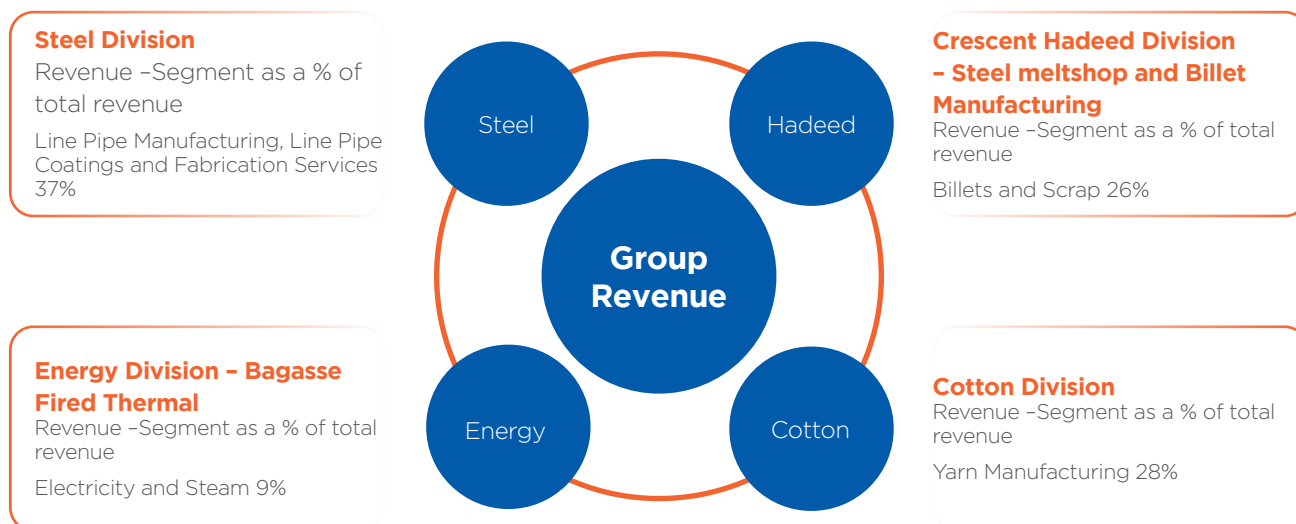 Steel Division
Revenue –Segment as a % of
total revenue
Line Pipe Manufacturing, Line Pipe
Coatings and Fabrication Services
37%
Steel
Hadeed
Crescent Hadeed Division
– Steel meltshop and Billet
Manufacturing
Revenue –Segment as a % of total
revenue
Billets and Scrap 26%
Group
Revenue
Energy Division – Bagasse
Fired Thermal
Revenue –Segment as a % of total
revenue
Electricity and Steam 9%
Energy
Cotton
Cotton Division
Revenue –Segment as a % of total
revenue
Yarn Manufacturing 28%